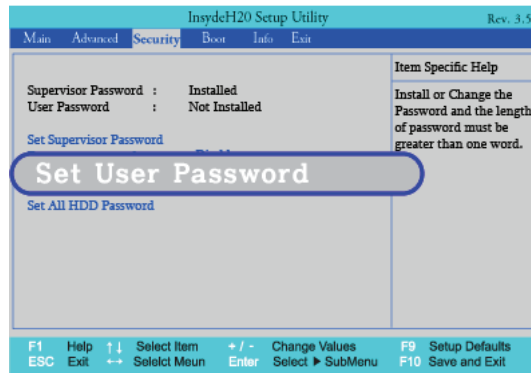 InsydeH20 Setup Utility Rev. 3.5
Main Advanced Security Boot Info Exit
Item Specific Help
Supervisor Password : Installed
User Password : Not Installed
Install or Change the
Password and the length
of password must be
greater than one word.
Set Supervisor Password
Set User Password
Set All HDD Password
F1 Help ↑↓ Select Item + / - Change Values F9 Setup Defaults
ESC Exit ↔ Selelct Meun Enter Select ▶ SubMenu F10 Save and Exit